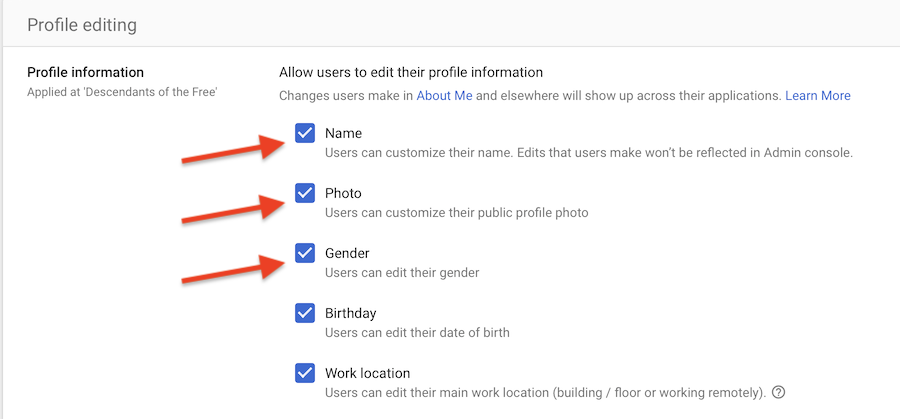 Profile editing
Profile information
Applied at 'Descendants of the Free'
Allow users to edit their profile information
Changes users make in About Me and elsewhere will show up across their applications. Learn More
Name
Users can customize their name. Edits that users make won't be reflected in Admin console.
Photo
Users can customize their public profile photo
Gender
Users can edit their gender
Birthday
Users can edit their date of birth
Work location
Users can edit their main work location (building / floor or working remotely). ?